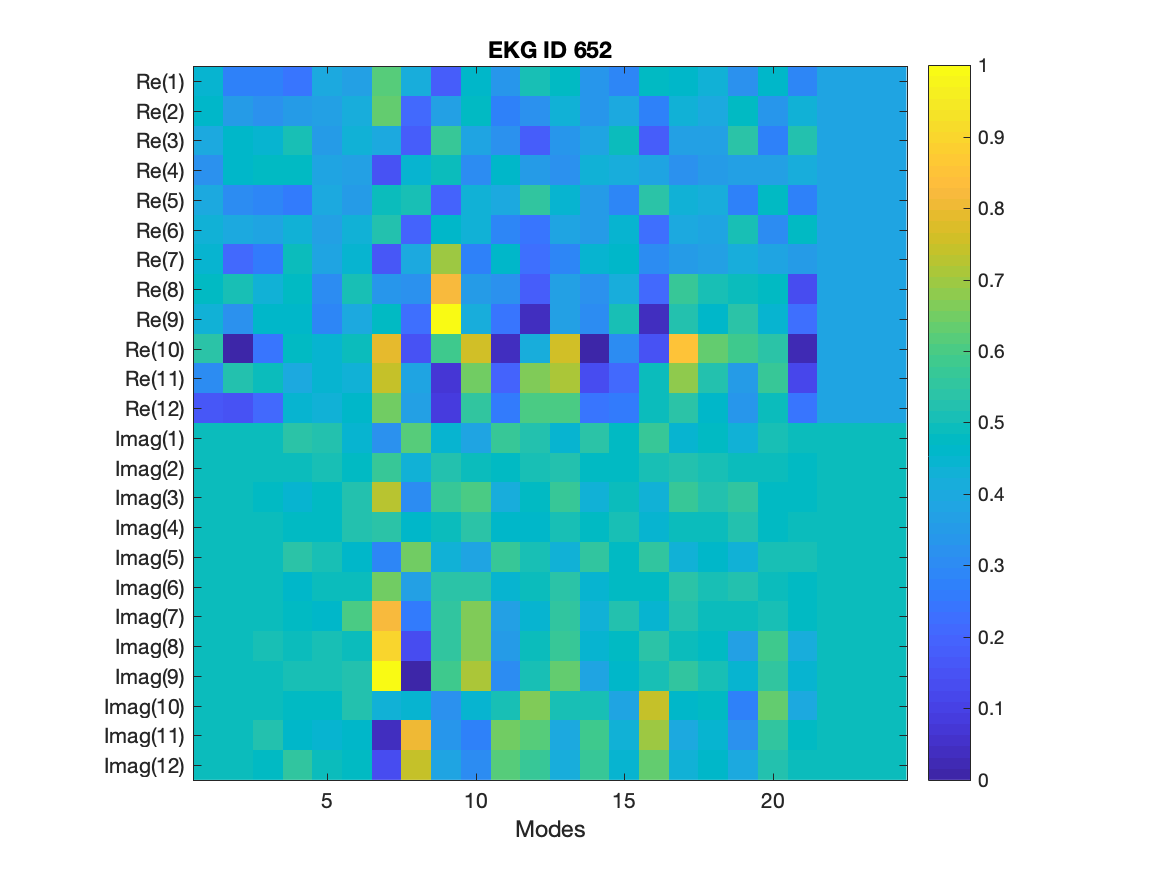 EKG ID 652
Re(1)
Re(2)
Re(3)
Re(4)
Re(5)
Re(6)
Re(7)
Re(8)
Re(9)
Re(10)
Re(11)
Re(12)
Imag(1)
Imag(2)
Imag(3)
Imag(4)
Imag(5)
Imag(6)
Imag(7)
Imag(8)
Imag(9)
Imag(10)
Imag(11)
Imag(12)
5 10 15 20
Modes
1
0.9
0.8
0.7
0.6
0.5
0.4
0.3
0.2
0.1
0